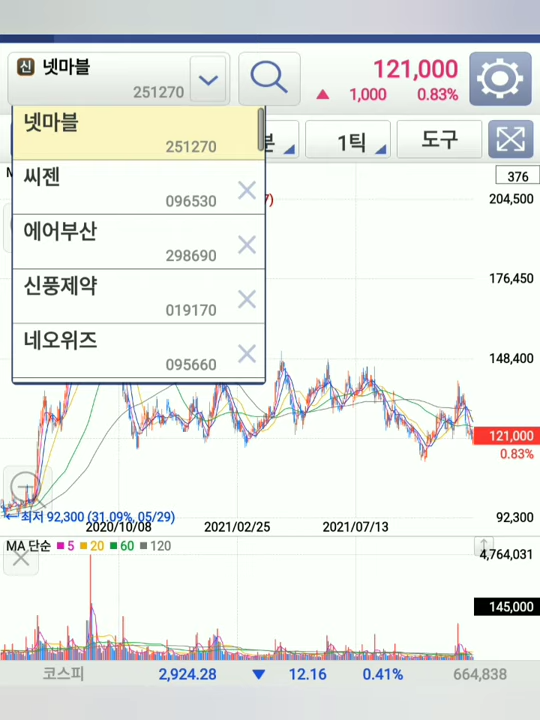 신 넷마블
251270
121,000
▲ 1,000 0.83%
넷마블
251270
씨젠
096530
에어부산
298690
신풍제약
019170
네오위즈
095660
분
1틱
도구
376
204,500
176,450
148,400
121,000
0.83%
92,300
←최저 92,300 (31.09%, 05/29)
2020/10/08 2021/02/25 2021/07/13
MA 단순 5 20 60 120
4,764,031
145,000
코스피 2,924.28 ▼ 12.16 0.41% 664,838